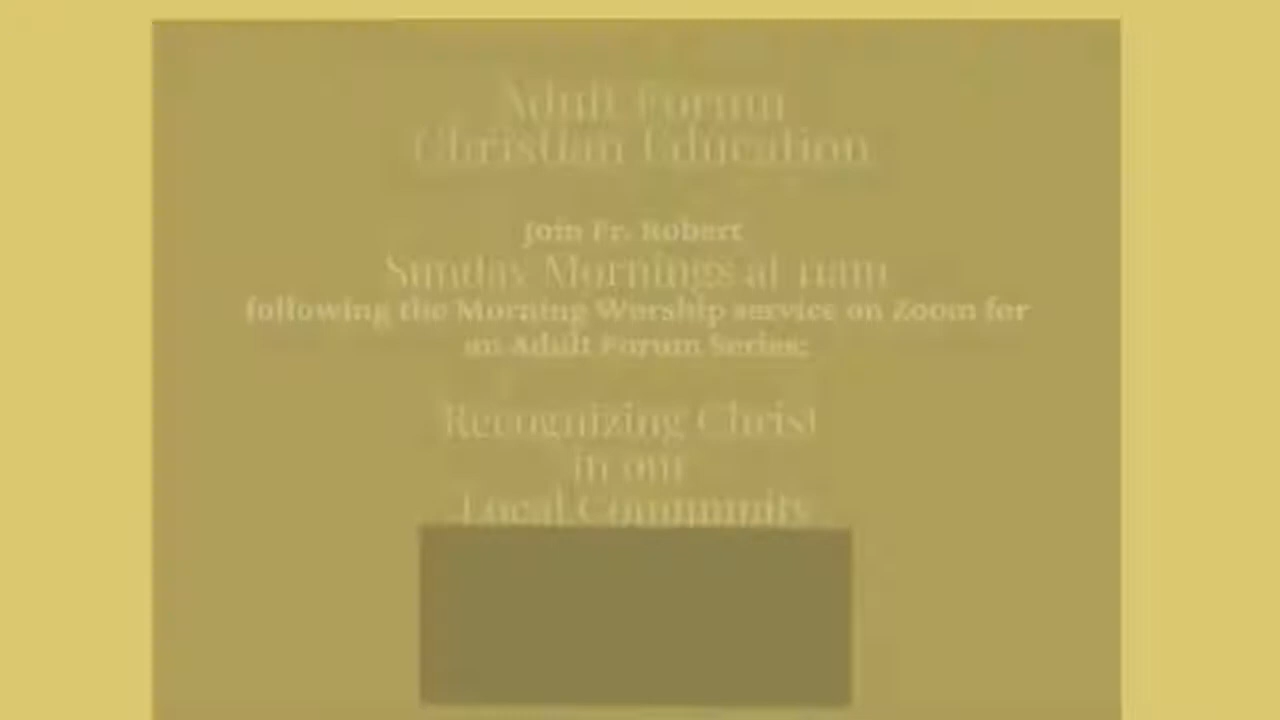 Adult Forum
Christian Education
Join Fr. Robert
Sunday Mornings at 11am
following the Morning Worship service on Zoom for
an Adult Forum Series:
Recognizing Christ
in our
Local Community